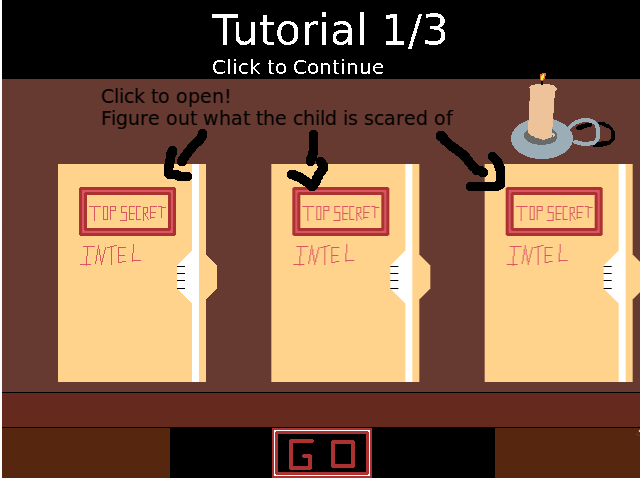 Tutorial 1/3
Click to Continue
Click to open!
Figure out what the child is scared of
TOP SECRET
INTEL
TOP SECRET
INTEL
TOP SECRET
INTEL
GO